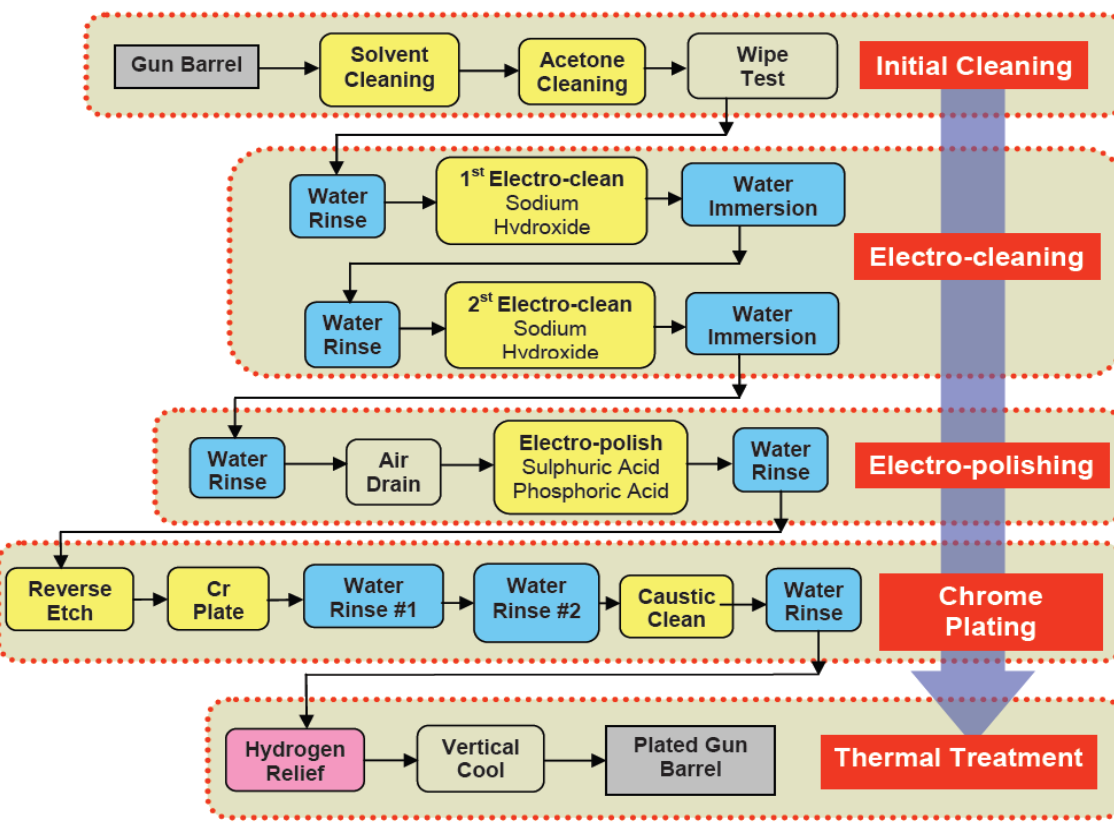 Gun Barrel
Solvent
Cleaning
Acetone
Cleaning
Wipe
Test
Initial Cleaning
Water
Rinse
1st Electro-clean
Sodium
Hydroxide
Water
Immersion
Electro-cleaning
Water
Rinse
2st Electro-clean
Sodium
Hydroxide
Water
Immersion
Water
Rinse
Air
Drain
Electro-polish
Sulphuric Acid
Phosphoric Acid
Water
Rinse
Electro-polishing
Reverse
Etch
Cr
Plate
Water
Rinse #1
Water
Rinse #2
Caustic
Clean
Water
Rinse
Chrome
Plating
Hydrogen
Relief
Vertical
Cool
Plated Gun
Barrel
Thermal Treatment